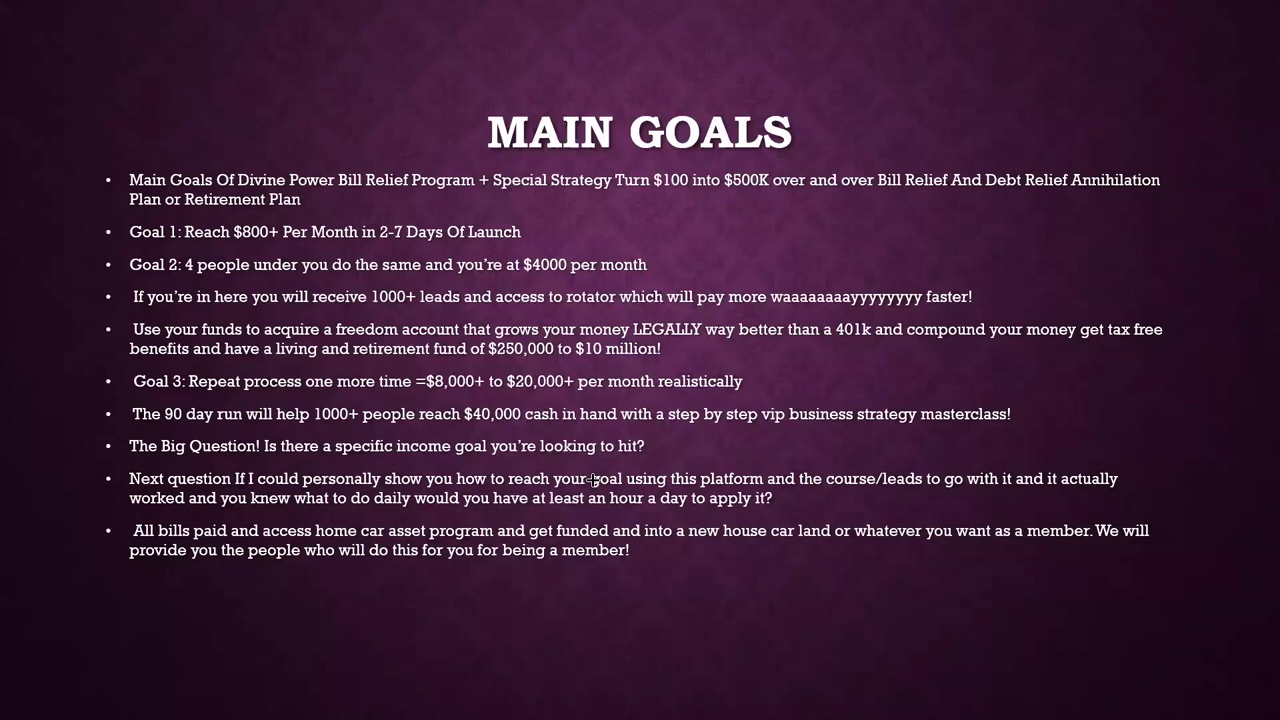 MAIN GOALS
• Main Goals Of Divine Power Bill Relief Program + Special Strategy Turn $100 into $500K over and over Bill Relief And Debt Relief Annihilation
Plan or Retirement Plan
• Goal 1: Reach $800+ Per Month in 2-7 Days Of Launch
• Goal 2: 4 people under you do the same and you're at $4000 per month
• If you're in here you will receive 1000+ leads and access to rotator which will pay more waaaaaaaayyyyyyyy faster!
• Use your funds to acquire a freedom account that grows your money LEGALLY way better than a 401k and compound your money get tax free
benefits and have a living and retirement fund of $250,000 to $10 million!
• Goal 3: Repeat process one more time =$8,000+ to $20,000+ per month realistically
• The 90 day run will help 1000+ people reach $40,000 cash in hand with a step by step vip business strategy masterclass!
• The Big Question! Is there a specific income goal you're looking to hit?
• Next question If I could personally show you how to reach your goal using this platform and the course/leads to go with it and it actually
worked and you knew what to do daily would you have at least an hour a day to apply it?
• All bills paid and access home car asset program and get funded and into a new house car land or whatever you want as a member. We will
provide you the people who will do this for you for being a member!